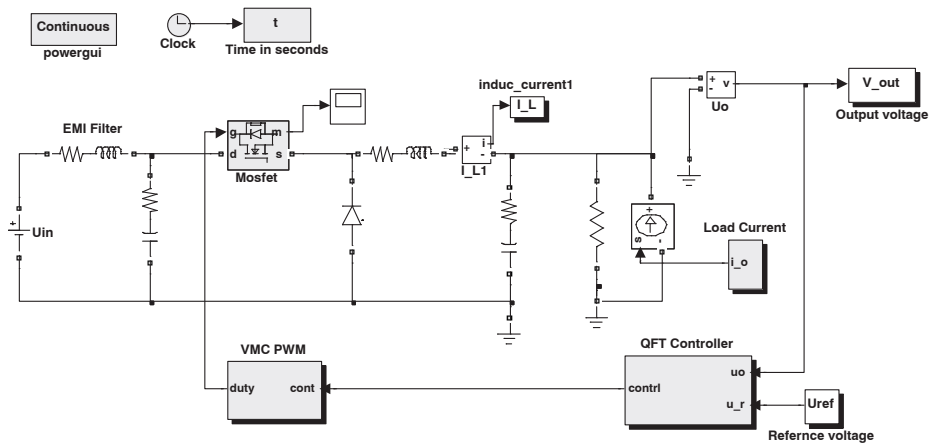 Continuous
powergui
Clock
t
Time in seconds
induc_current1
I_L
+
-
v
Uo
V_out
Output voltage
EMI Filter
g
m
d
s
Mosfet
+
i
-
I_L1
+
Uin
+
s
-
Load Current
i_o
VMC PWM
duty
cont
QFT Controller
contrl
uo
u_r
Uref
Refernce voltage